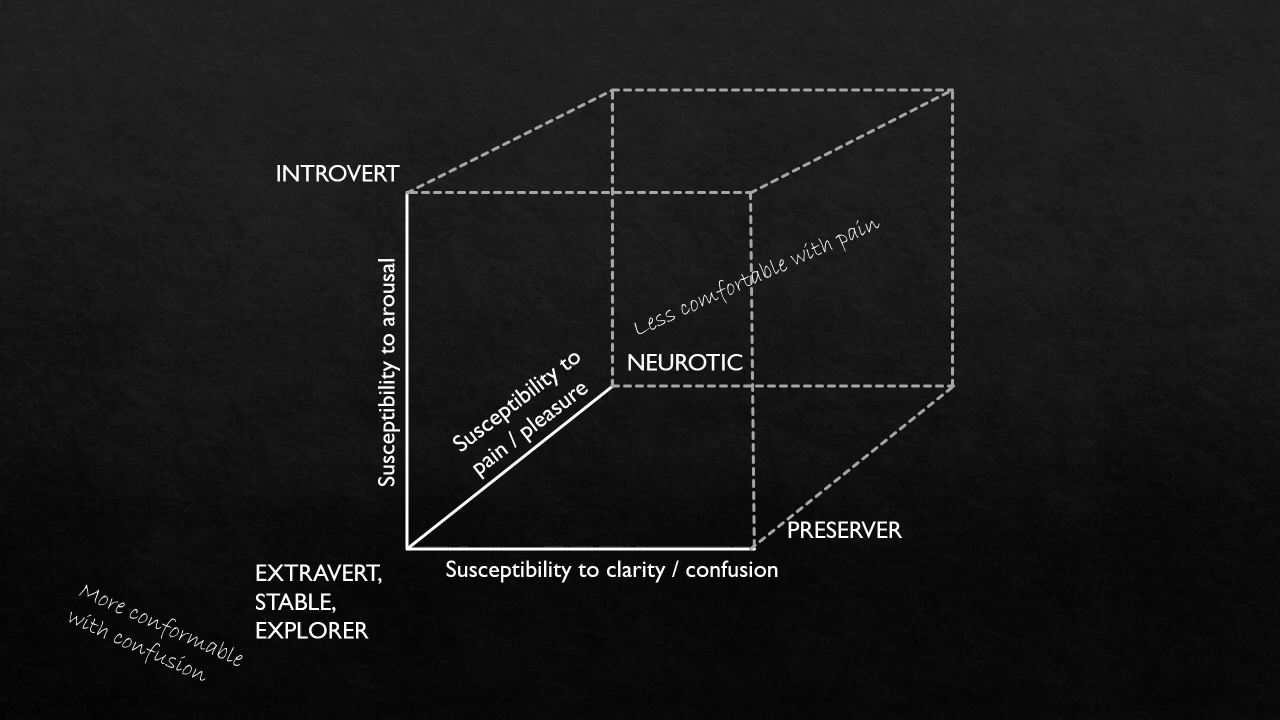 INTROVERT
Susceptibility to arousal
Less comfortable with pain
NEUROTIC
Susceptibility to
pain / pleasure
PRESERVER
Susceptibility to clarity / confusion
EXTRAVERT,
STABLE,
EXPLORER
More conformable
with confusion